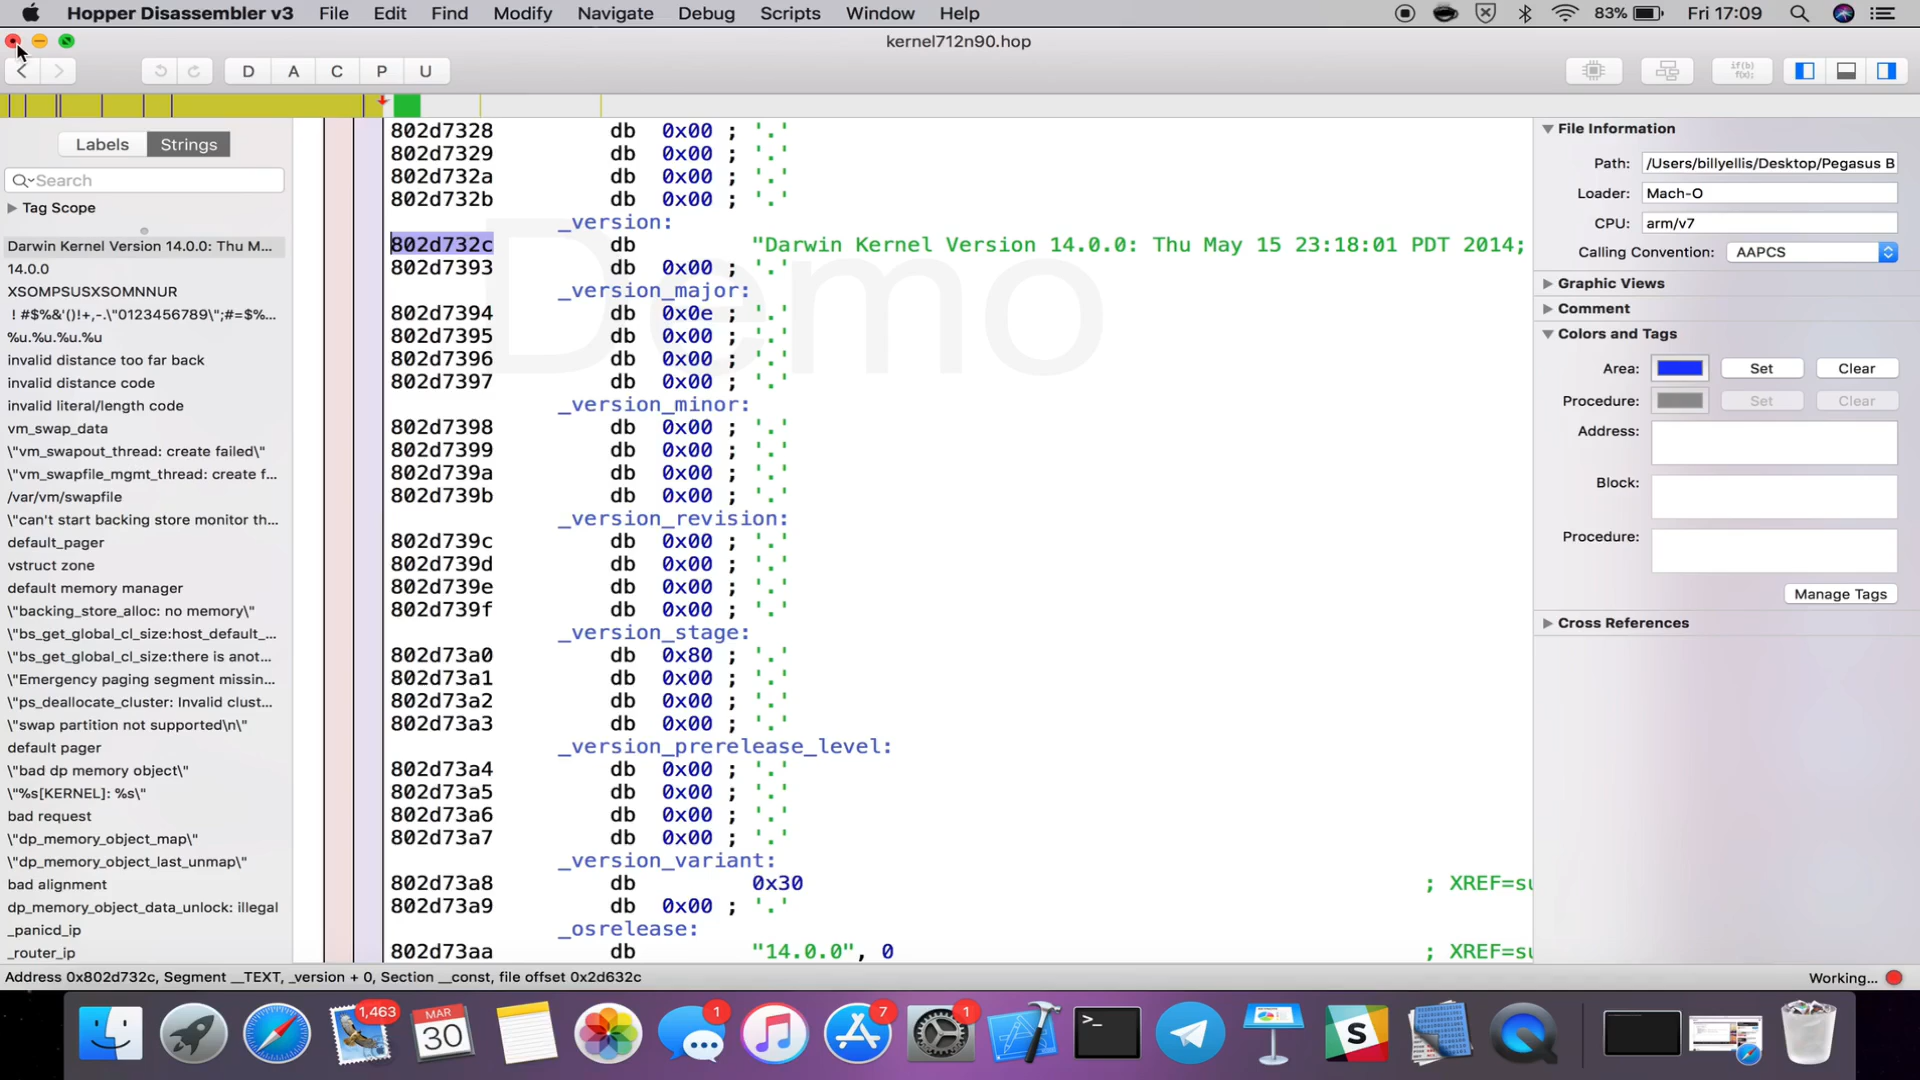 Hopper Disassembler v3 File Edit Find Modify Navigate Debug Scripts Window Help 83% Fri 17:09
kernel712n90.hop
D A C P U if(b) f(x);
Labels Strings
Search
Tag Scope
Darwin Kernel Version 14.0.0: Thu M...
14.0.0
XSOMPSUSXSOMNNUR
! #$%&'()!+,-.\"0123456789\";#=$%...
%u.%u.%u.%u
invalid distance too far back
invalid distance code
invalid literal/length code
vm_swap_data
\"vm_swapout_thread: create failed\"
\"vm_swapfile_mgmt_thread: create f...
/var/vm/swapfile
\"can't start backing store monitor th...
default_pager
vstruct zone
default memory manager
\"backing_store_alloc: no memory\"
\"bs_get_global_cl_size:host_default_...
\"bs_get_global_cl_size:there is anot...
\"Emergency paging segment missin...
\"ps_deallocate_cluster: Invalid clust...
\"swap partition not supported\n\"
default pager
\"bad dp memory object\"
\"%s[KERNEL]: %s\"
bad request
\"dp_memory_object_map\"
\"dp_memory_object_last_unmap\"
bad alignment
dp_memory_object_data_unlock: illegal
_panicd_ip
_router_ip
802d7328 db 0x00 ; '.'
802d7329 db 0x00 ; '.'
802d732a db 0x00 ; '.'
802d732b db 0x00 ; '.'
_version:
802d732c db "Darwin Kernel Version 14.0.0: Thu May 15 23:18:01 PDT 2014;
802d7393 db 0x00 ; '.'
_version_major:
802d7394 db 0x0e ; '.'
802d7395 db 0x00 ; '.'
802d7396 db 0x00 ; '.'
802d7397 db 0x00 ; '.'
_version_minor:
802d7398 db 0x00 ; '.'
802d7399 db 0x00 ; '.'
802d739a db 0x00 ; '.'
802d739b db 0x00 ; '.'
_version_revision:
802d739c db 0x00 ; '.'
802d739d db 0x00 ; '.'
802d739e db 0x00 ; '.'
802d739f db 0x00 ; '.'
_version_stage:
802d73a0 db 0x80 ; '.'
802d73a1 db 0x00 ; '.'
802d73a2 db 0x00 ; '.'
802d73a3 db 0x00 ; '.'
_version_prerelease_level:
802d73a4 db 0x00 ; '.'
802d73a5 db 0x00 ; '.'
802d73a6 db 0x00 ; '.'
802d73a7 db 0x00 ; '.'
_version_variant:
802d73a8 db 0x30 ; XREF=su
802d73a9 db 0x00 ; '.'
_osrelease:
802d73aa db "14.0.0", 0 ; XREF=su
Demo
File Information
Path: /Users/billyellis/Desktop/Pegasus B
Loader: Mach-O
CPU: arm/v7
Calling Convention: AAPCS
Graphic Views
Comment
Colors and Tags
Area: Set Clear
Procedure: Set Clear
Address:
Block:
Procedure:
Manage Tags
Cross References
Address 0x802d732c, Segment __TEXT, _version + 0, Section __const, file offset 0x2d632c Working...
1,463 MAR 30 1 7 1 >_ S